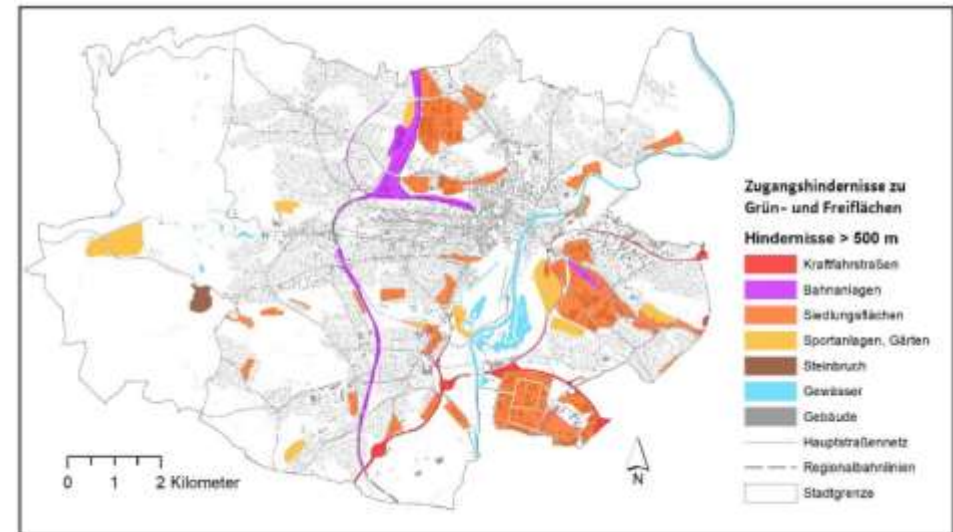 Zugangshindernisse zu
Grün- und Freiflächen
Hindernisse > 500 m
Kraftfahrstraßen
Bahnanlagen
Siedlungsflächen
Sportanlagen, Gärten
Steinbruch
Gewässer
Gebäude
Hauptstraßennetz
Regionalbahnlinien
Stadtgrenze
0 1 2 Kilometer
N